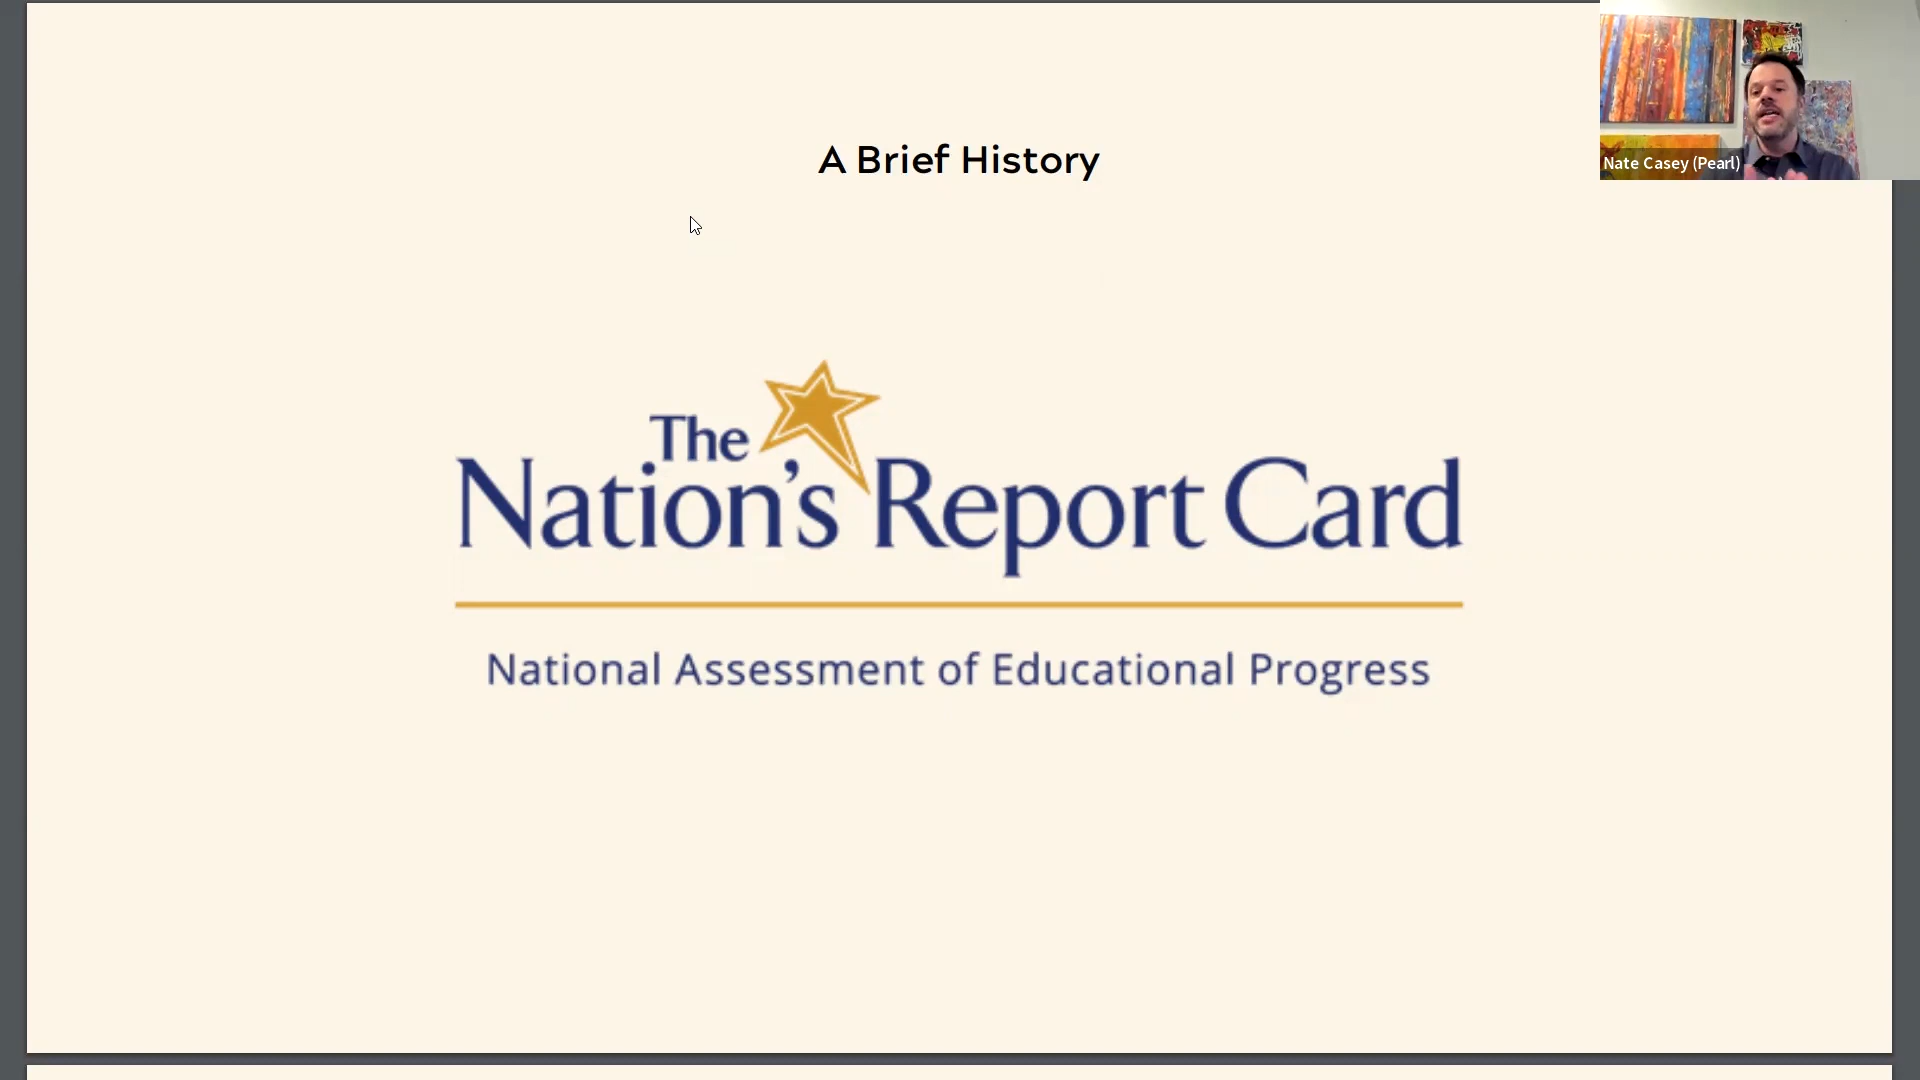 A Brief History
The
Nation's Report Card
National Assessment of Educational Progress
Nate Casey (Pearl)